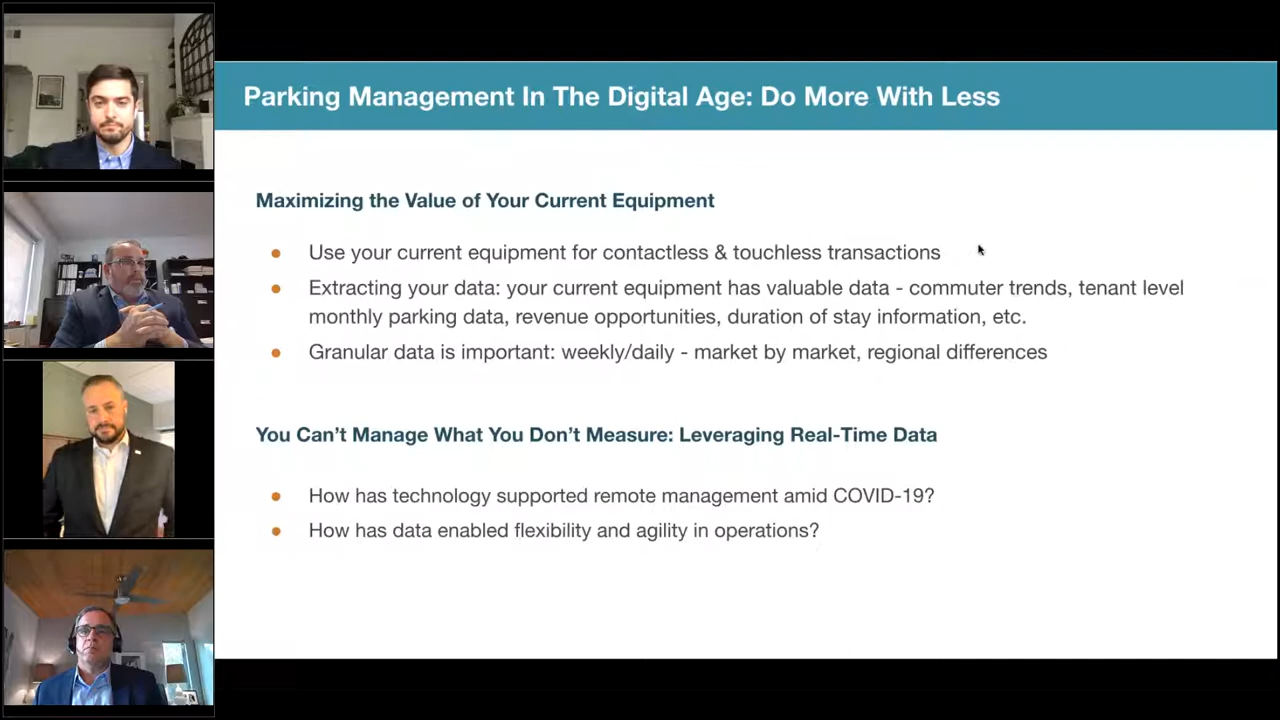 Parking Management In The Digital Age: Do More With Less
Maximizing the Value of Your Current Equipment
● Use your current equipment for contactless & touchless transactions
● Extracting your data: your current equipment has valuable data - commuter trends, tenant level
monthly parking data, revenue opportunities, duration of stay information, etc.
● Granular data is important: weekly/daily - market by market, regional differences
You Can’t Manage What You Don’t Measure: Leveraging Real-Time Data
● How has technology supported remote management amid COVID-19?
● How has data enabled flexibility and agility in operations?